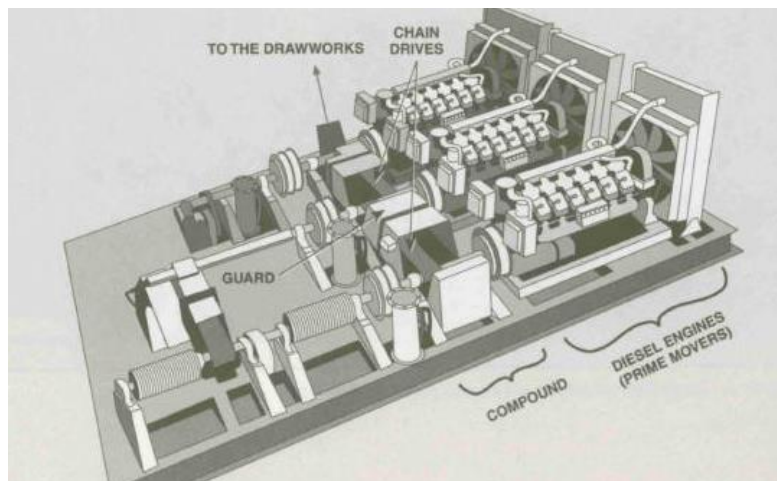 CHAIN
DRIVES
TO THE DRAWWORKS
GUARD
DIESEL ENGINES
(PRIME MOVERS)
COMPOUND